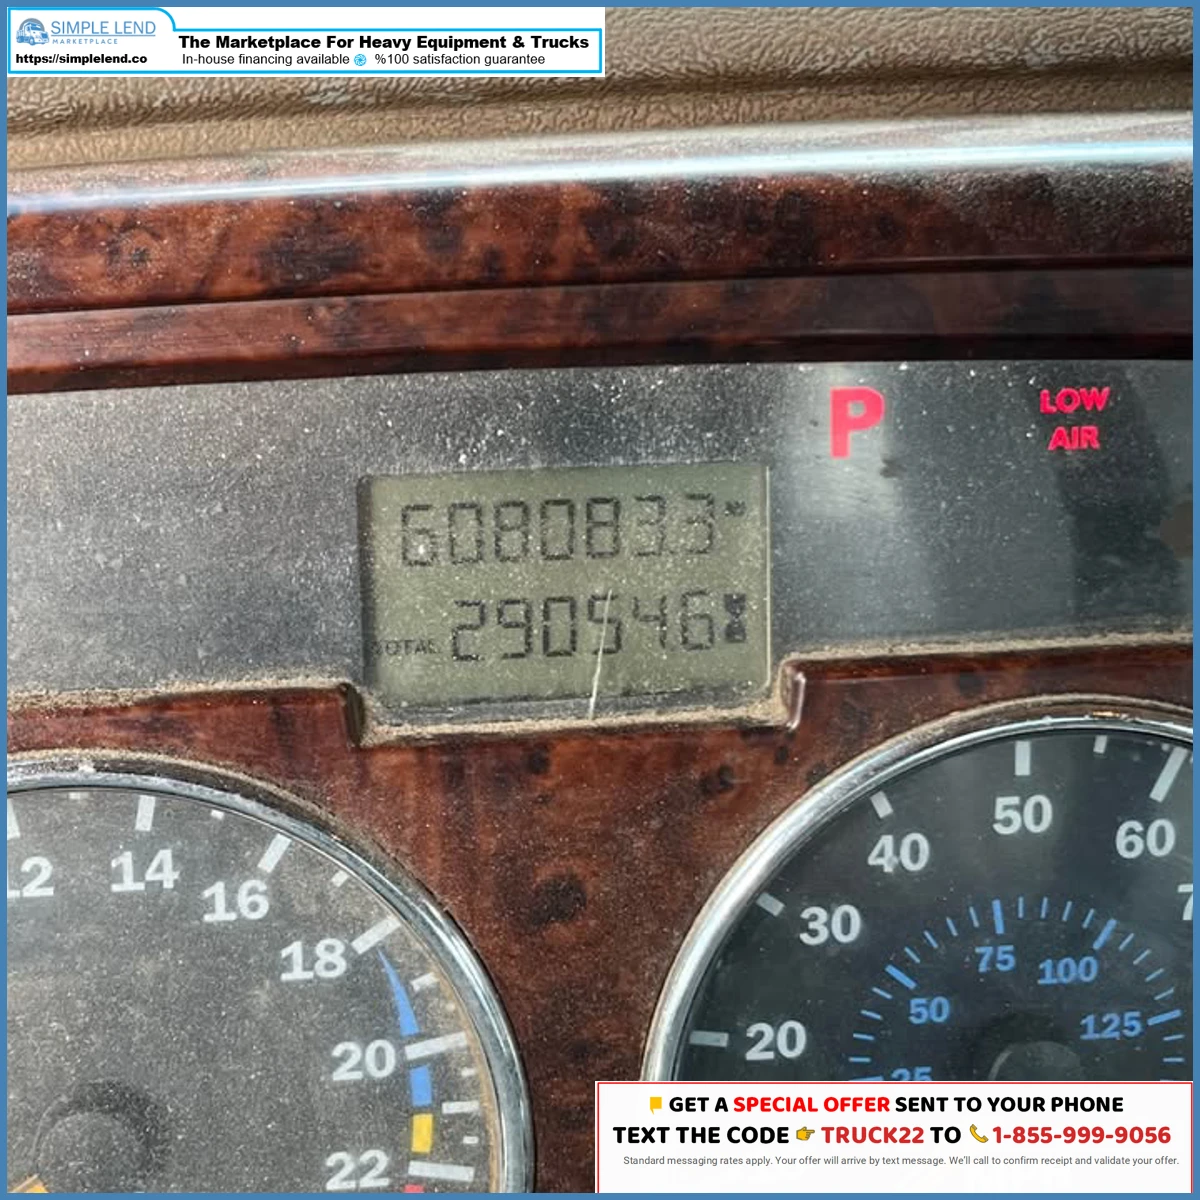 SIMPLE LEND
MARKETPLACE
https://simplelend.co
The Marketplace For Heavy Equipment & Trucks
In-house financing available %100 satisfaction guarantee
P
LOW
AIR
608083.3
TOTAL 290546
12
14
16
18
20
22
20
30
40
50
60
25
50
75
100
125
GET A SPECIAL OFFER SENT TO YOUR PHONE
TEXT THE CODE TRUCK22 TO 1-855-999-9056
Standard messaging rates apply. Your offer will arrive by text message. We'll call to confirm receipt and validate your offer.